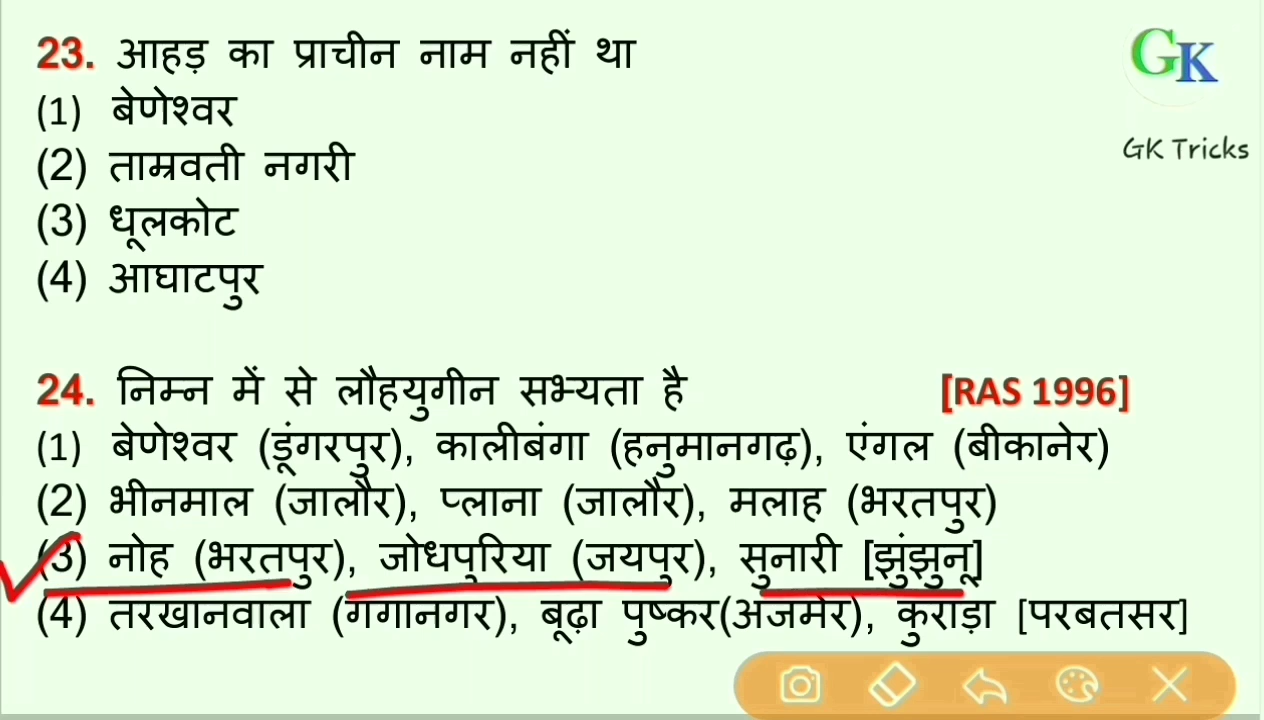 23. आहड़ का प्राचीन नाम नहीं था
(1) बेणेश्वर
(2) ताम्रवती नगरी
(3) धूलकोट
(4) आघाटपुर
GK
GK Tricks
24. निम्न में से लौहयुगीन सभ्यता है [RAS 1996]
(1) बेणेश्वर (डूंगरपुर), कालीबंगा (हनुमानगढ़), एंगल (बीकानेर)
(2) भीनमाल (जालौर), प्लाना (जालौर), मलाह (भरतपुर)
(3) नोह (भरतपुर), जोधपुरिया (जयपुर), सुनारी [झुंझुनू]
(4) तरखानवाला (गंगानगर), बूढ़ा पुष्कर(अजमेर), कुराड़ा [परबतसर]